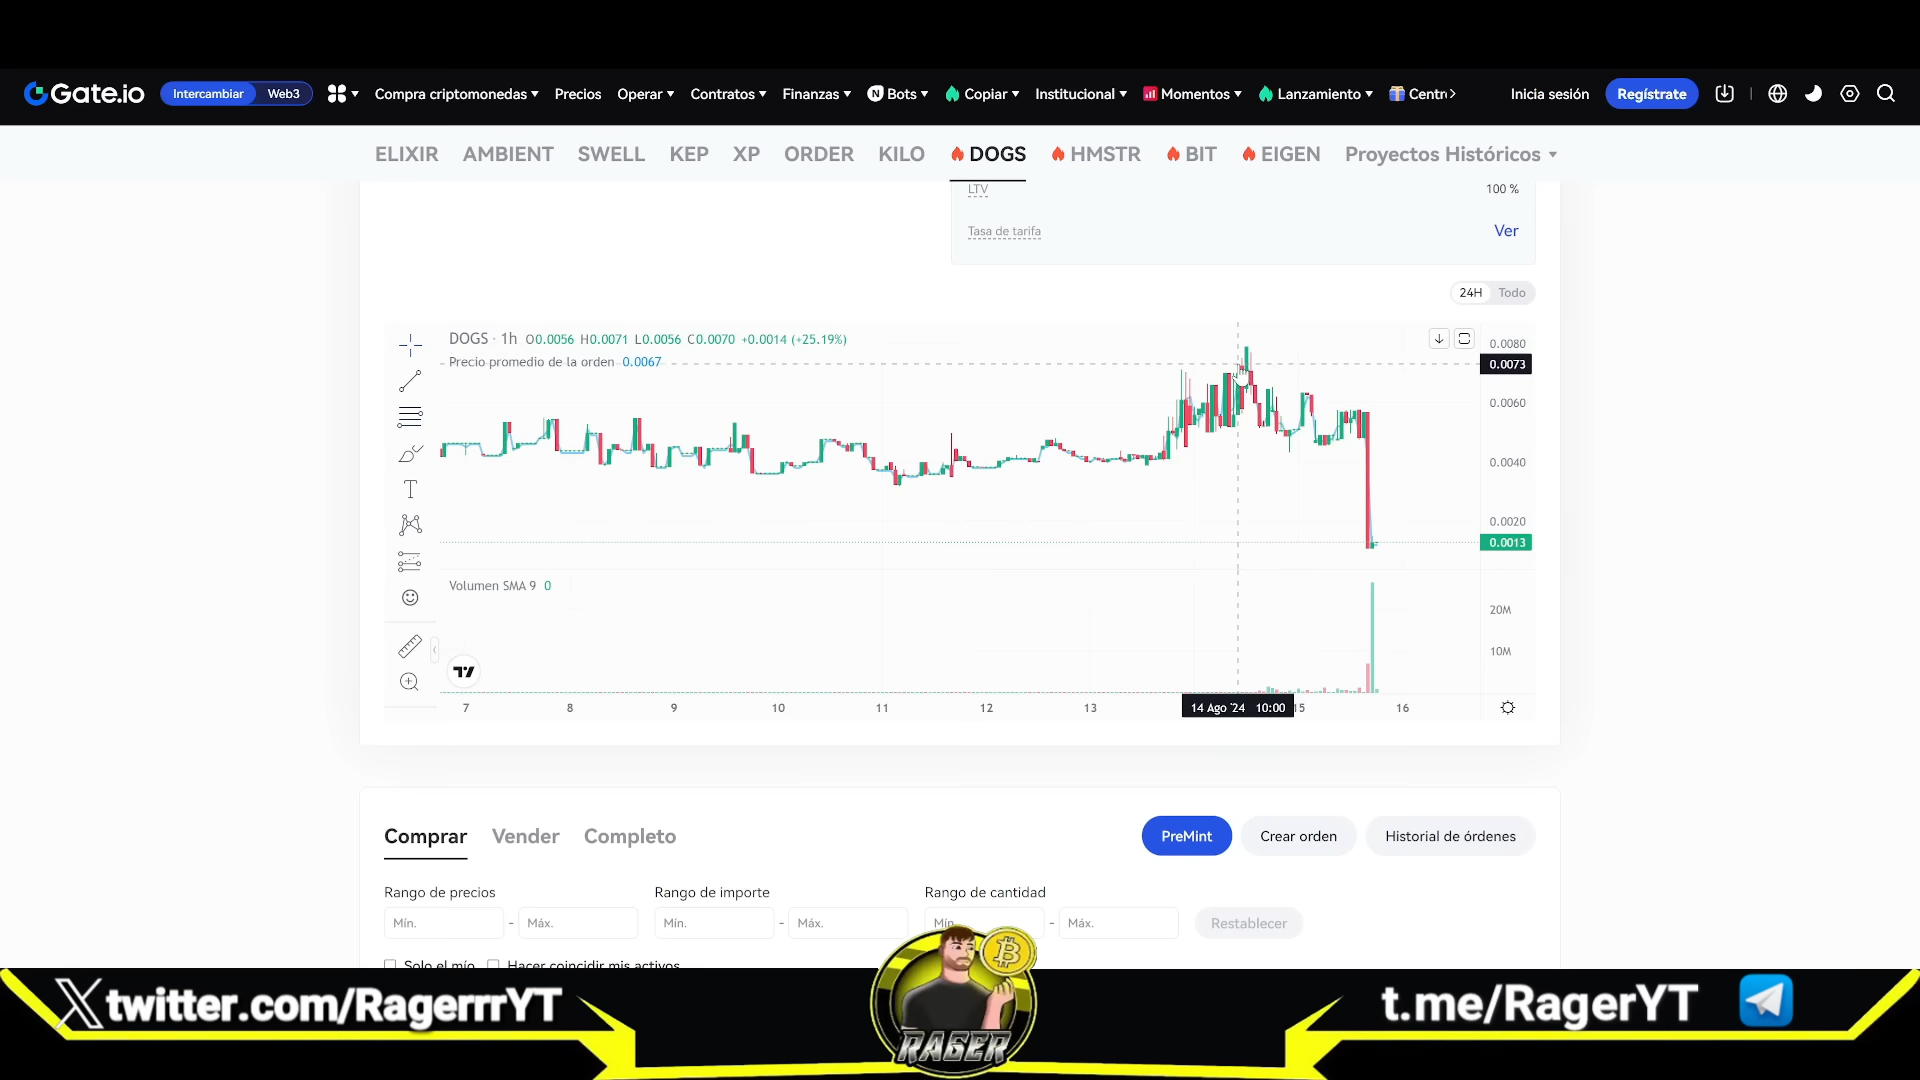 Gate.io Intercambiar Web3 Compra criptomonedas Precios Operar Contratos Finanzas Bots Copiar Institucional Momentos Lanzamiento Centr Inicia sesión Regístrate
ELIXIR AMBIENT SWELL KEP XP ORDER KILO DOGS HMSTR BIT EIGEN Proyectos Históricos
LTV 100 %
Tasa de tarifa Ver
24H Todo
DOGS · 1h O0.0056 H0.0071 L0.0056 C0.0070 +0.0014 (+25.19%)
0.0080
Precio promedio de la orden 0.0067
0.0073
0.0060
0.0040
0.0020
0.0013
Volumen SMA 9 0
20M
10M
7 8 9 10 11 12 13 14 Ago '24 10:00 15 16
Comprar Vender Completo PreMint Crear orden Historial de órdenes
Rango de precios Rango de importe Rango de cantidad
Mín. - Máx. Mín. - Máx. Mín. - Máx. Restablecer
Solo el mío Hacer coincidir mis activos
twitter.com/RagerrrYT
RAGER
t.me/RagerYT